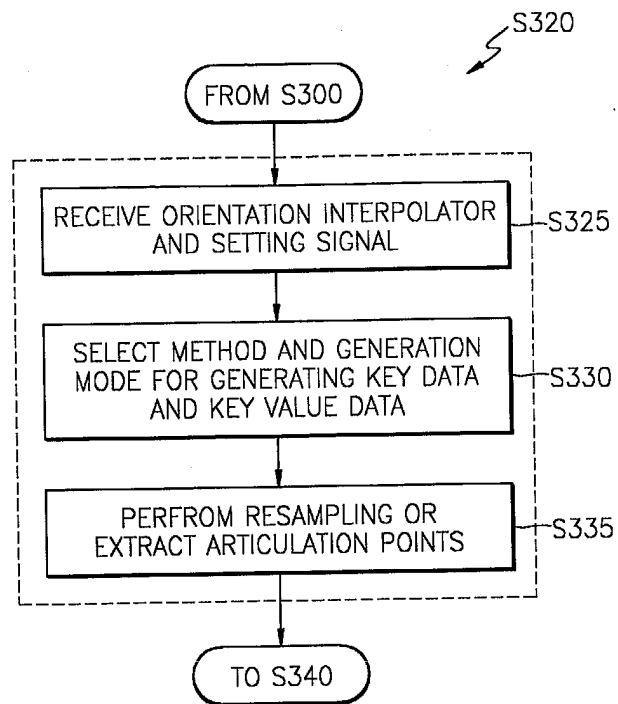 S320
FROM S300
RECEIVE ORIENTATION INTERPOLATOR
AND SETTING SIGNAL
S325
SELECT METHOD AND GENERATION
MODE FOR GENERATING KEY DATA
AND KEY VALUE DATA
S330
PERFROM RESAMPLING OR
EXTRACT ARTICULATION POINTS
S335
TO S340